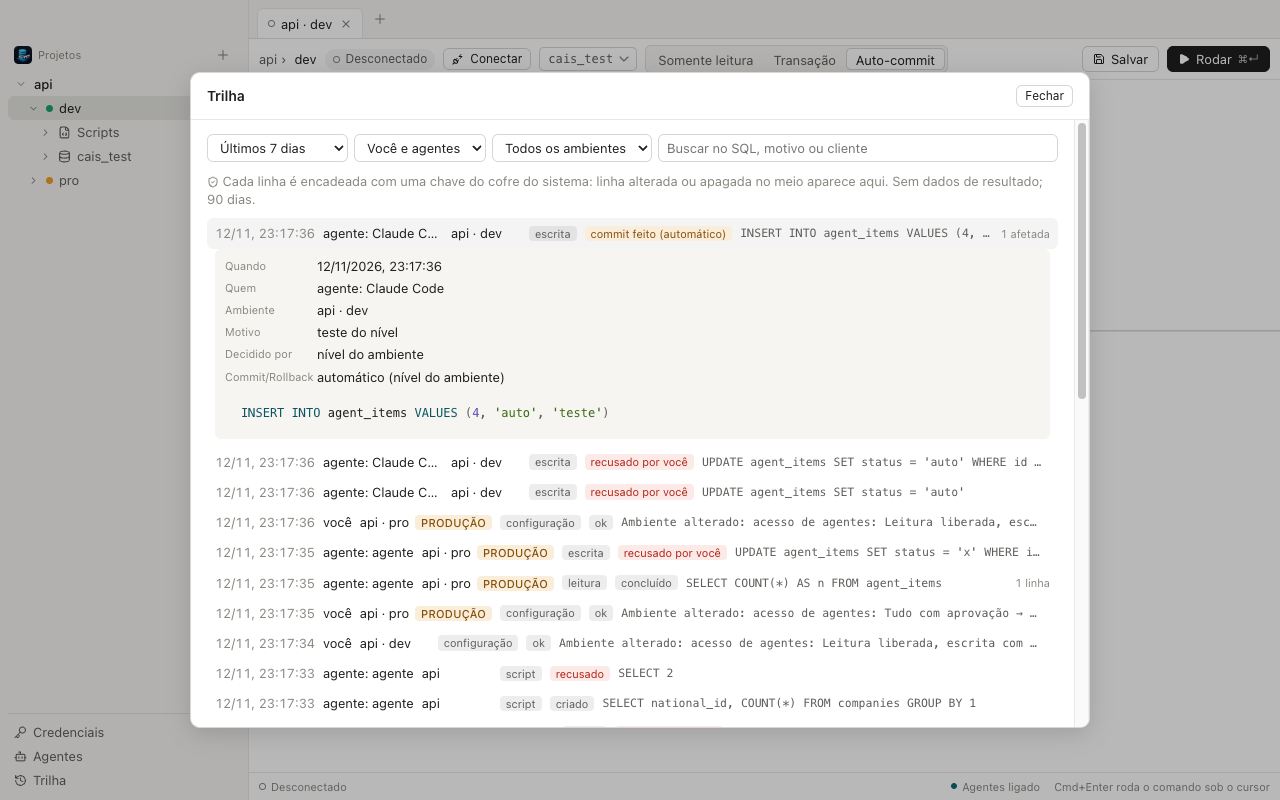 api · dev
Projetos
api › dev
Desconectado
Conectar
cais_test
Somente leitura
Transação
Auto-commit
Salvar
Rodar ⌘↵
api
dev
Scripts
cais_test
pro
Trilha
Fechar
Últimos 7 dias
Você e agentes
Todos os ambientes
Buscar no SQL, motivo ou cliente
Cada linha é encadeada com uma chave do cofre do sistema: linha alterada ou apagada no meio aparece aqui. Sem dados de resultado;
90 dias.
12/11, 23:17:36 agente: Claude C… api · dev escrita commit feito (automático) INSERT INTO agent_items VALUES (4, … 1 afetada
Quando 12/11/2026, 23:17:36
Quem agente: Claude Code
Ambiente api · dev
Motivo teste do nível
Decidido por nível do ambiente
Commit/Rollback automático (nível do ambiente)
INSERT INTO agent_items VALUES (4, 'auto', 'teste')
12/11, 23:17:36 agente: Claude C… api · dev escrita recusado por você UPDATE agent_items SET status = 'auto' WHERE id …
12/11, 23:17:36 agente: Claude C… api · dev escrita recusado por você UPDATE agent_items SET status = 'auto'
12/11, 23:17:36 você api · pro PRODUÇÃO configuração ok Ambiente alterado: acesso de agentes: Leitura liberada, esc…
12/11, 23:17:35 agente: agente api · pro PRODUÇÃO escrita recusado por você UPDATE agent_items SET status = 'x' WHERE i…
12/11, 23:17:35 agente: agente api · pro PRODUÇÃO leitura concluído SELECT COUNT(*) AS n FROM agent_items 1 linha
12/11, 23:17:35 você api · pro PRODUÇÃO configuração ok Ambiente alterado: acesso de agentes: Tudo com aprovação → …
12/11, 23:17:34 você api · dev configuração ok Ambiente alterado: acesso de agentes: Leitura liberada, escrita com …
12/11, 23:17:33 agente: agente api script recusado SELECT 2
12/11, 23:17:33 agente: agente api script criado SELECT national_id, COUNT(*) FROM companies GROUP BY 1
Credenciais
Agentes
Trilha
Desconectado
Agentes ligado
Cmd+Enter roda o comando sob o cursor